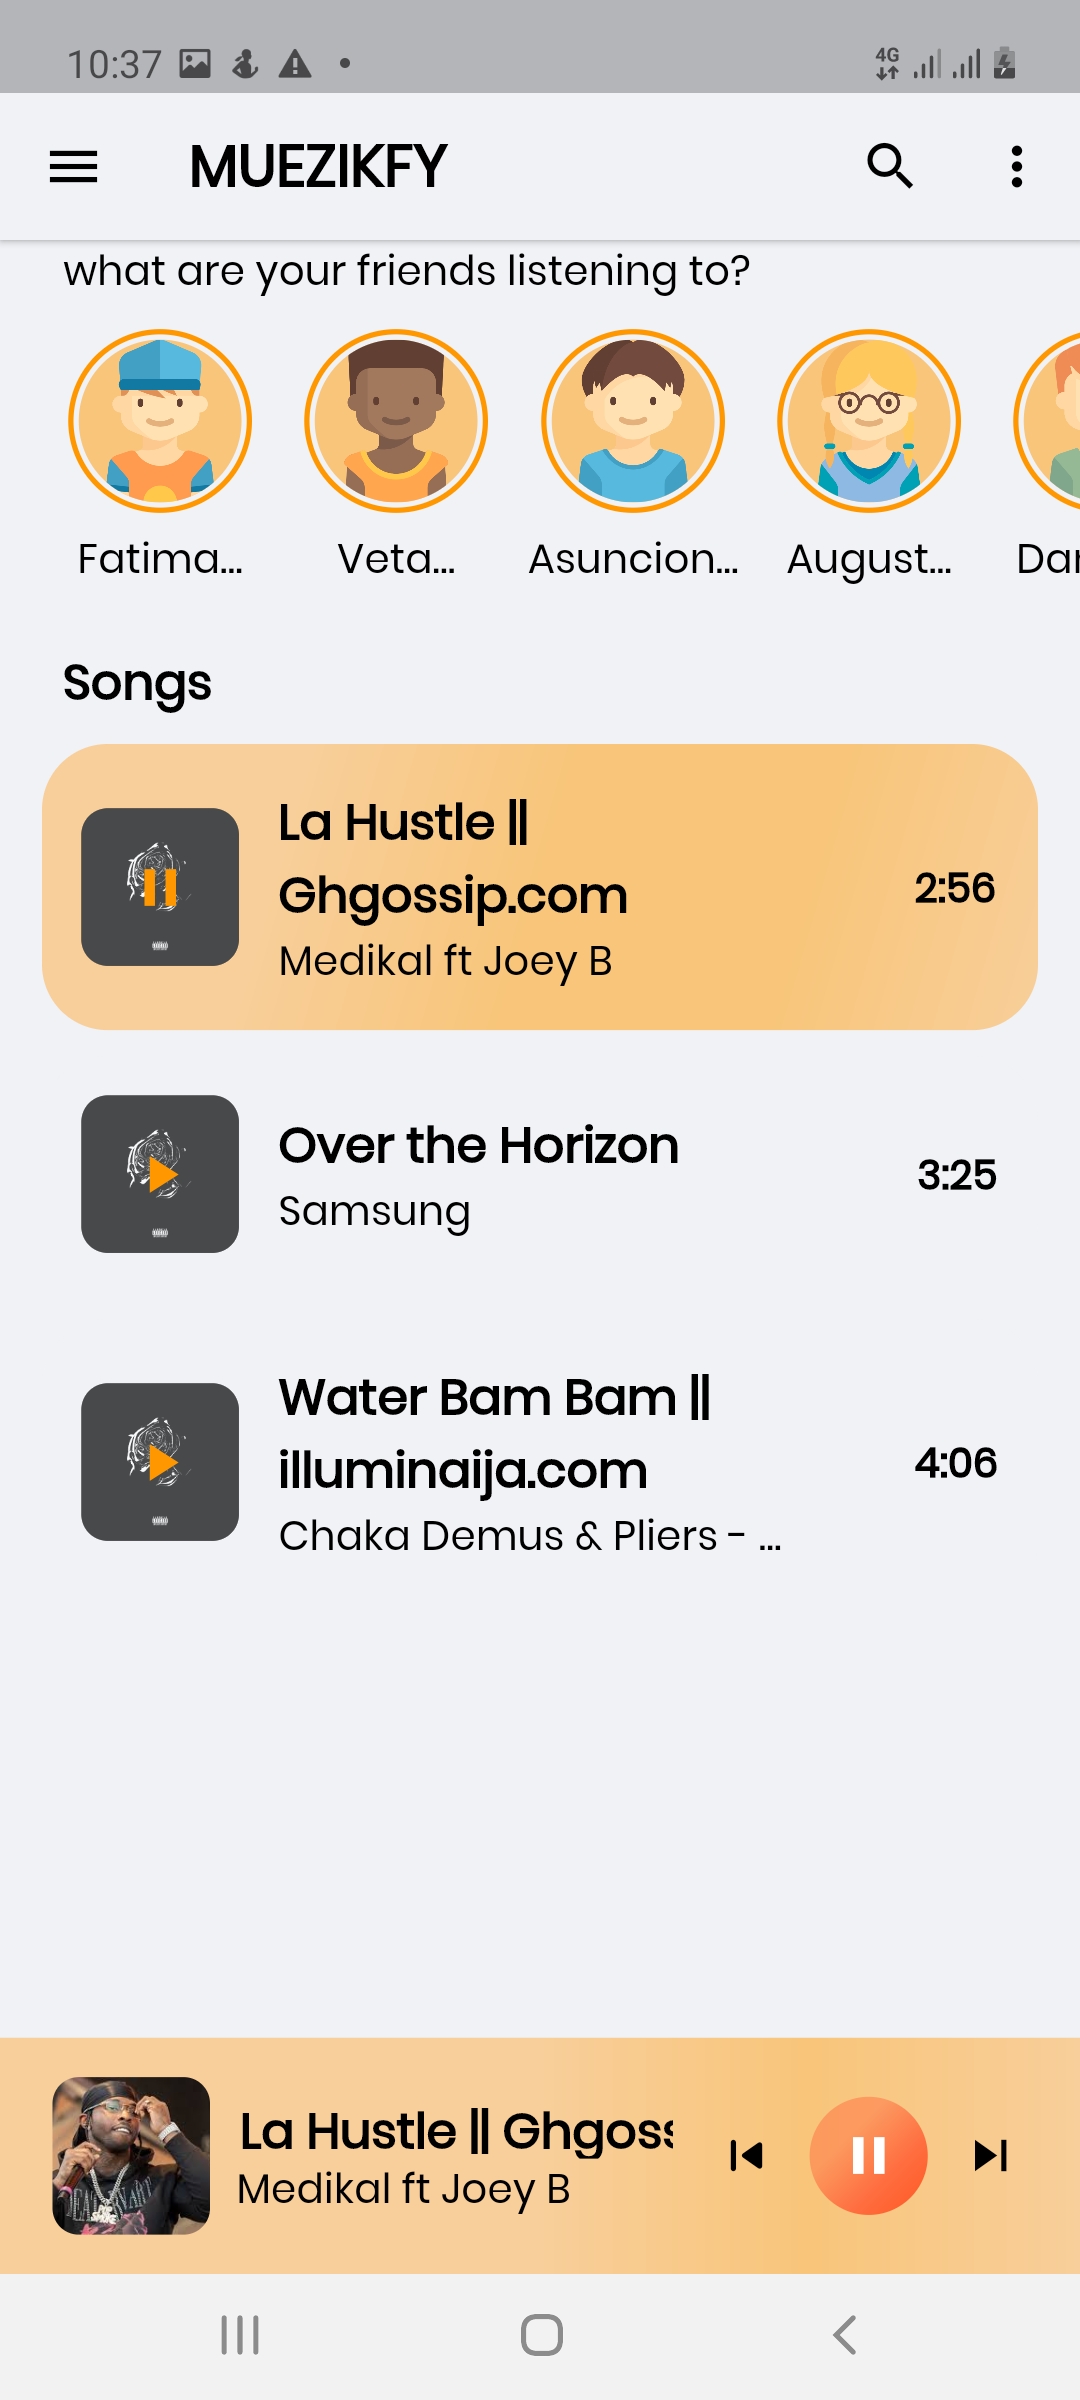 10:37
4G
MUEZIKFY
what are your friends listening to?
Fatima...
Veta...
Asuncion...
August...
Dar
Songs
La Hustle ||
Ghgossip.com
Medikal ft Joey B
2:56
Over the Horizon
Samsung
3:25
Water Bam Bam ||
illuminaija.com
Chaka Demus & Pliers - ...
4:06
La Hustle || Ghgoss
Medikal ft Joey B